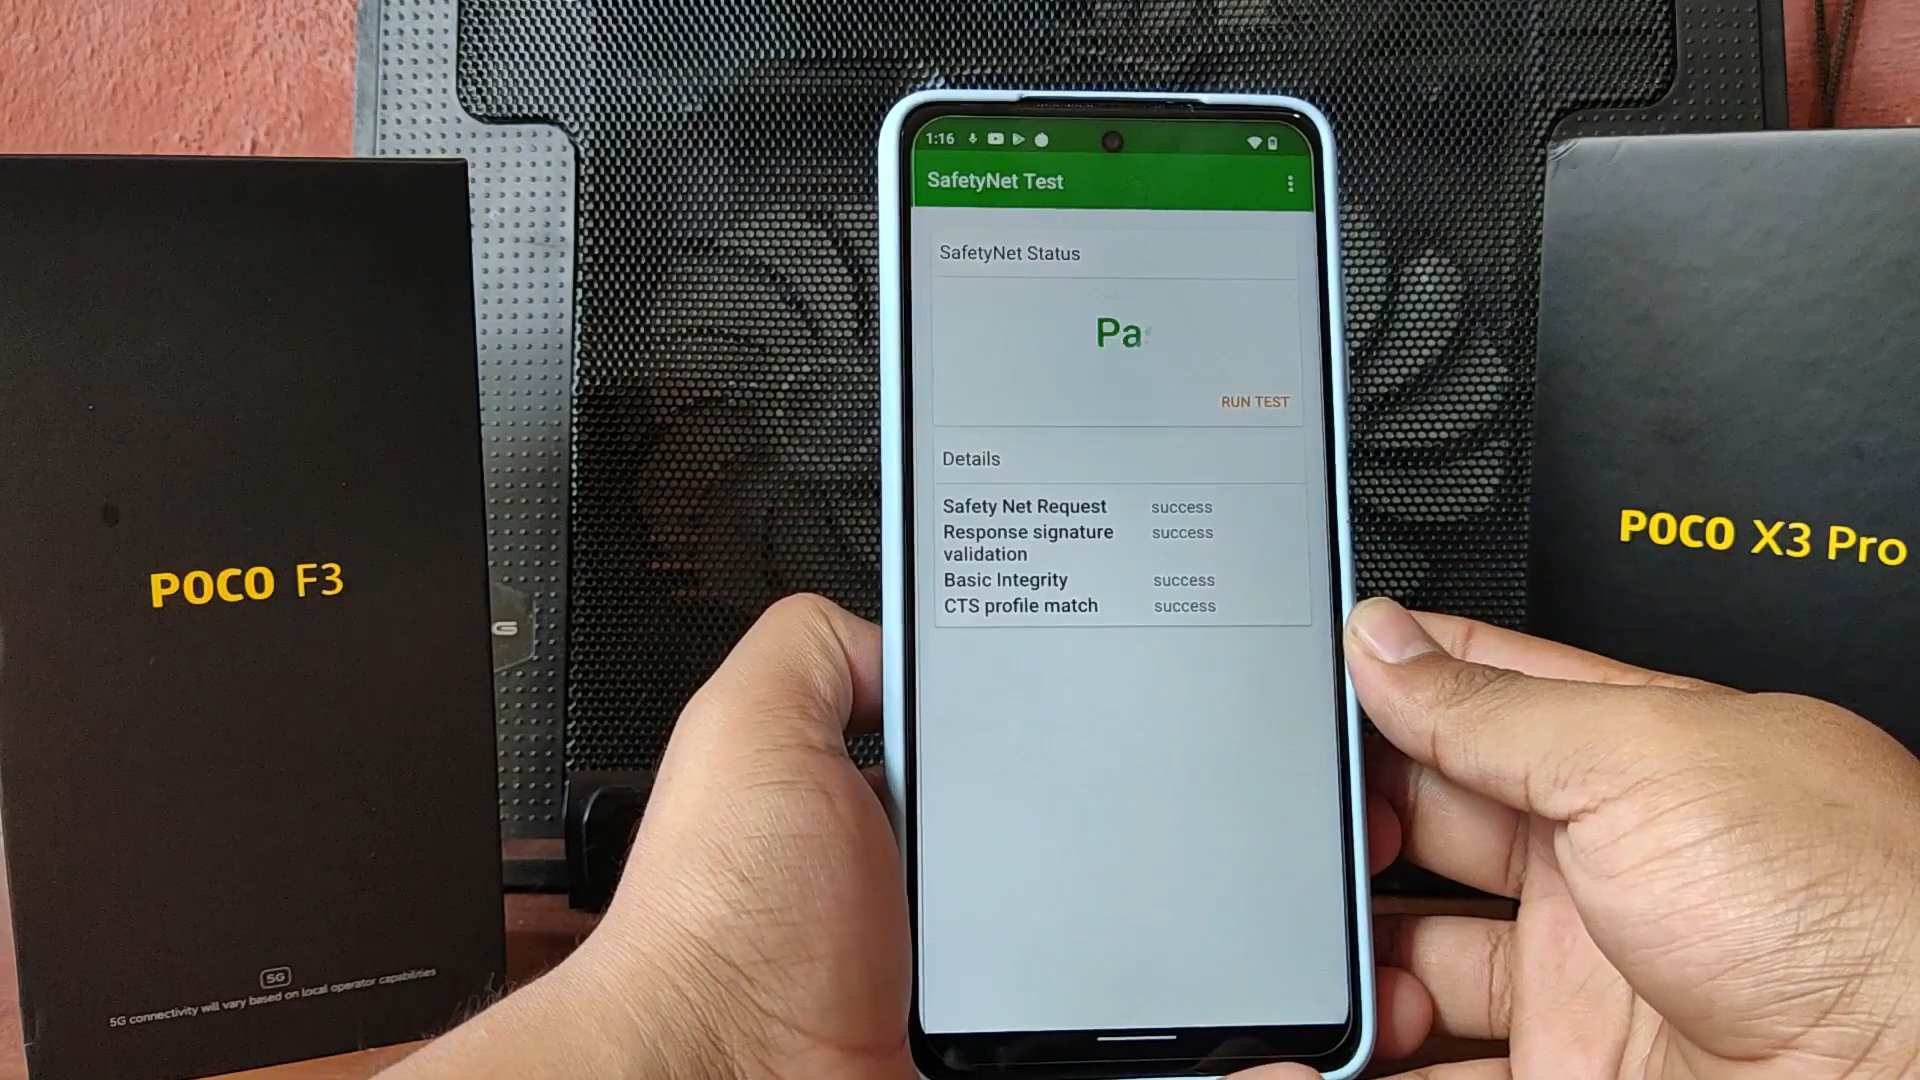 POCO F3
5G
5G connectivity will vary based on local operator capabilities
G
1:16
SafetyNet Test
SafetyNet Status
Pa
RUN TEST
Details
Safety Net Request success
Response signature success
validation
Basic Integrity success
CTS profile match success
POCO X3 Pro